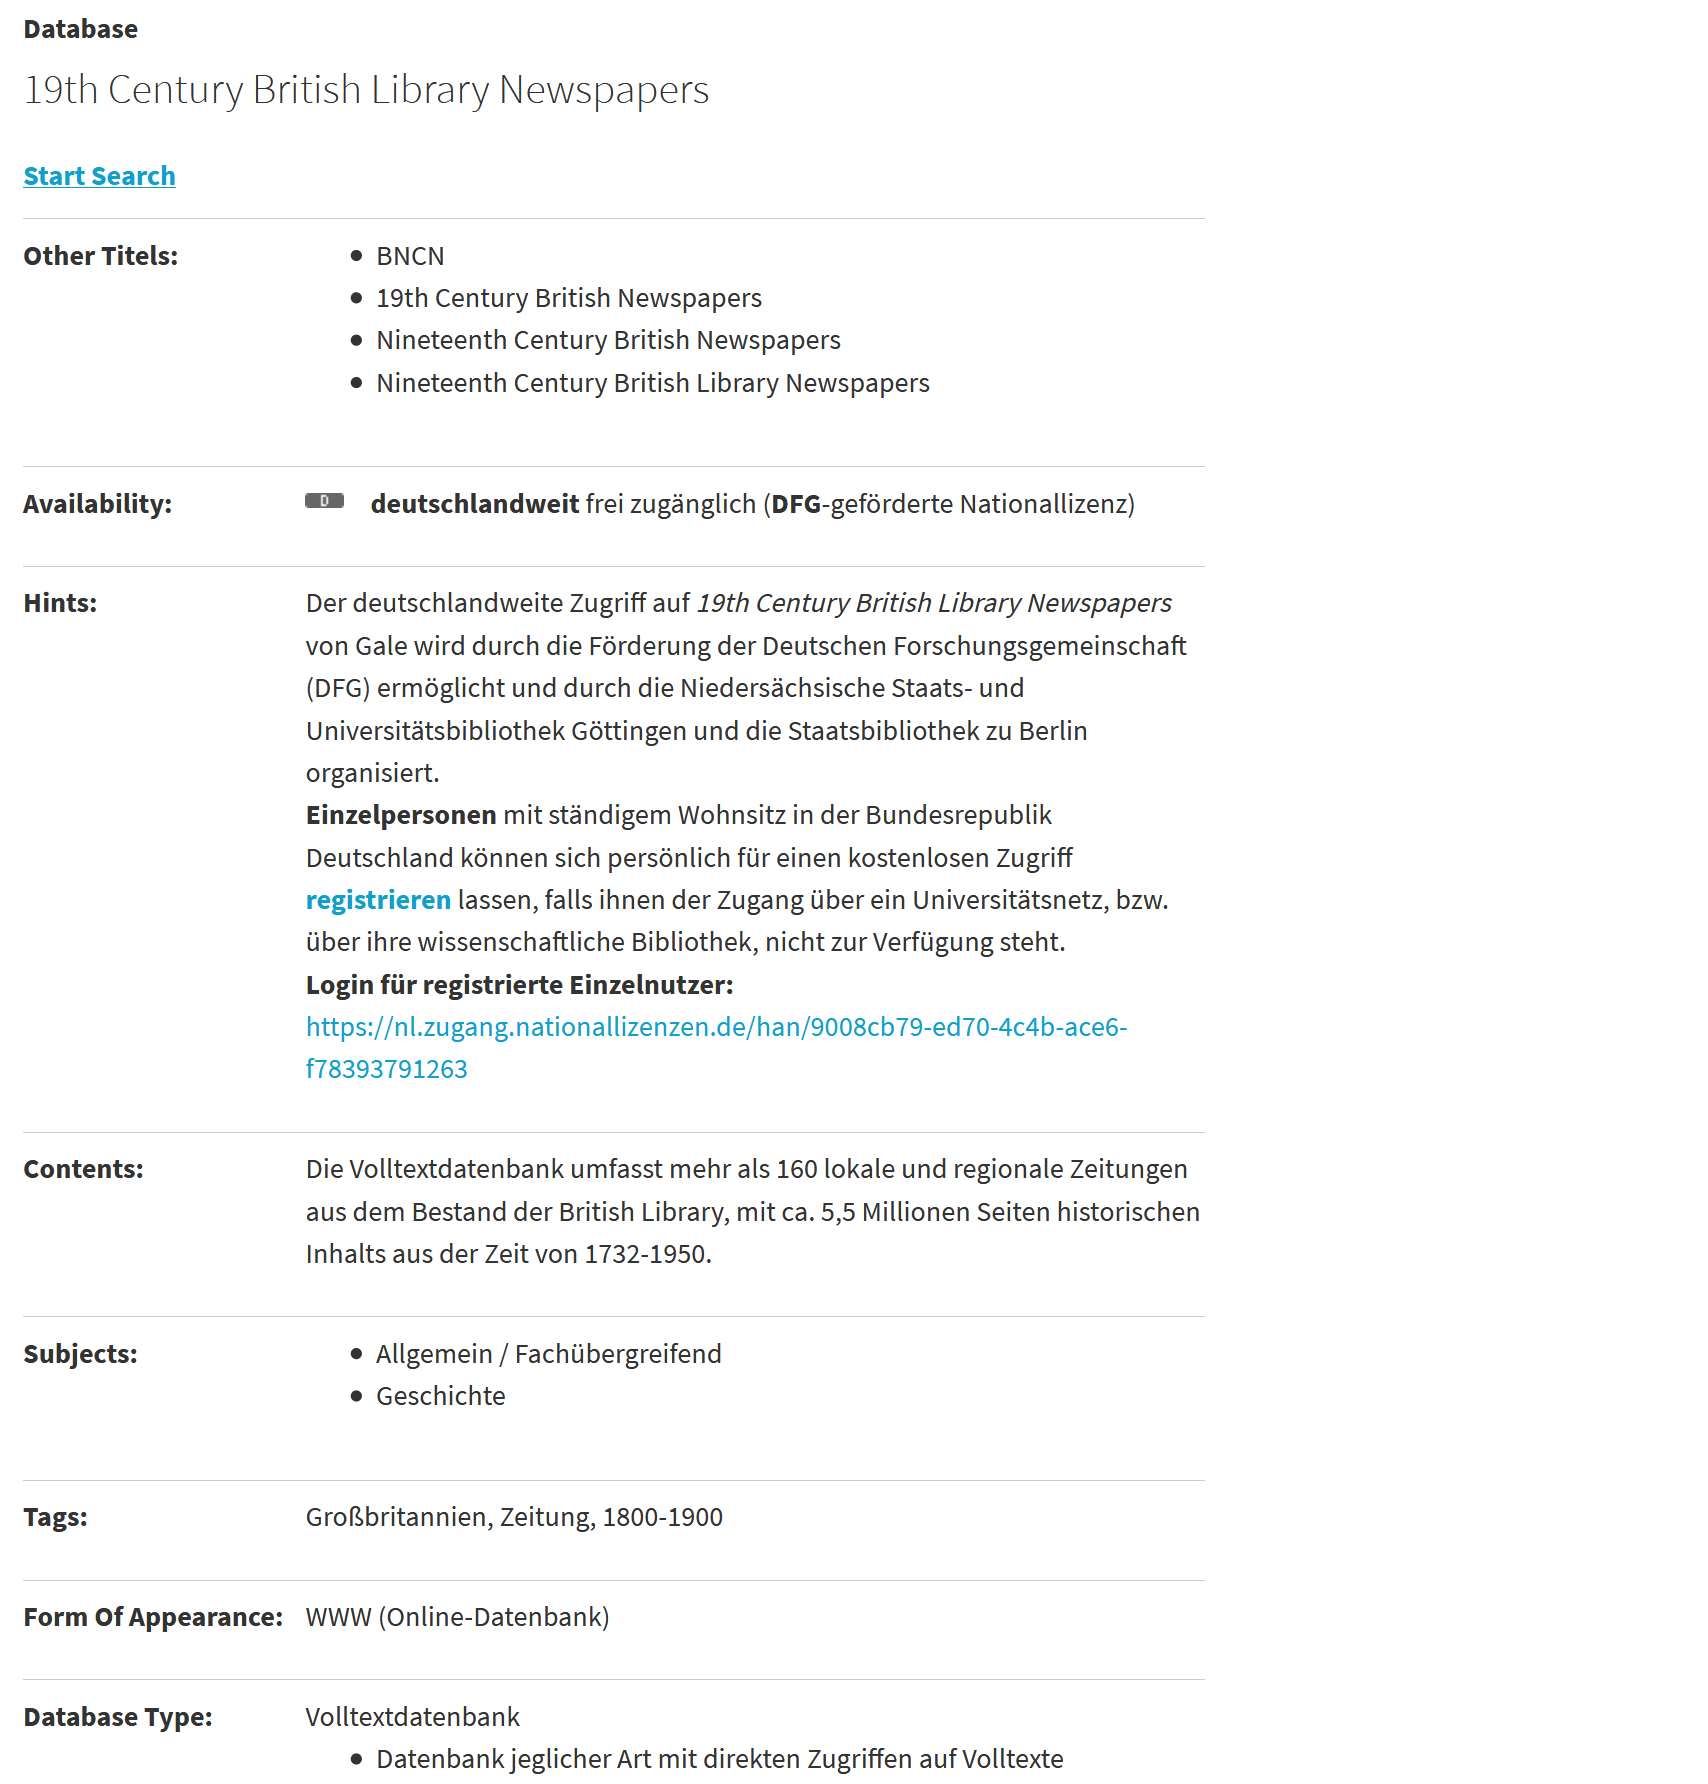 Database
19th Century British Library Newspapers
Start Search
Other Titels:
BNCN
19th Century British Newspapers
Nineteenth Century British Newspapers
Nineteenth Century British Library Newspapers
Availability:
D deutschlandweit frei zugänglich (DFG-geförderte Nationallizenz)
Hints:
Der deutschlandweite Zugriff auf 19th Century British Library Newspapers
von Gale wird durch die Förderung der Deutschen Forschungsgemeinschaft
(DFG) ermöglicht und durch die Niedersächsische Staats- und
Universitätsbibliothek Göttingen und die Staatsbibliothek zu Berlin
organisiert.
Einzelpersonen mit ständigem Wohnsitz in der Bundesrepublik
Deutschland können sich persönlich für einen kostenlosen Zugriff
registrieren lassen, falls ihnen der Zugang über ein Universitätsnetz, bzw.
über ihre wissenschaftliche Bibliothek, nicht zur Verfügung steht.
Login für registrierte Einzelnutzer:
https://nl.zugang.nationallizenzen.de/han/9008cb79-ed70-4c4b-ace6-
f78393791263
Contents:
Die Volltextdatenbank umfasst mehr als 160 lokale und regionale Zeitungen
aus dem Bestand der British Library, mit ca. 5,5 Millionen Seiten historischen
Inhalts aus der Zeit von 1732-1950.
Subjects:
Allgemein / Fachübergreifend
Geschichte
Tags:
Großbritannien, Zeitung, 1800-1900
Form Of Appearance:
WWW (Online-Datenbank)
Database Type:
Volltextdatenbank
Datenbank jeglicher Art mit direkten Zugriffen auf Volltexte